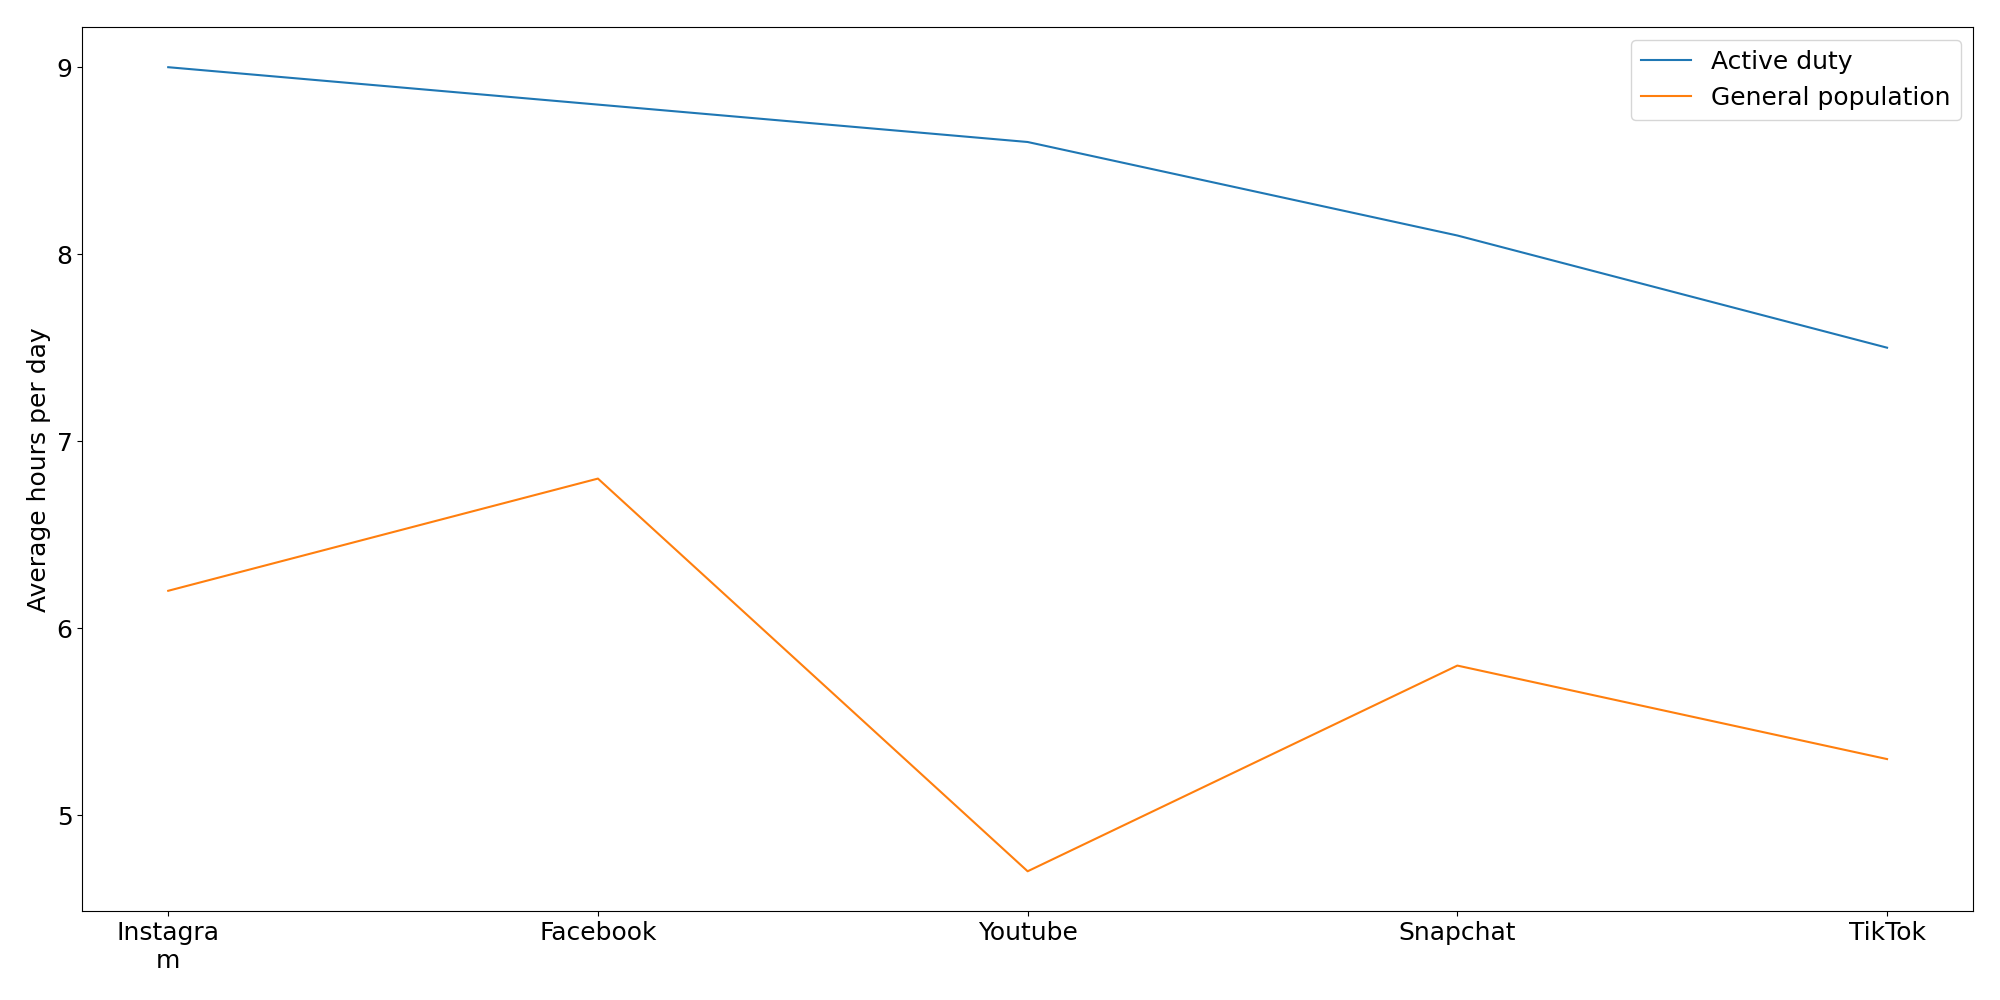 Active duty
General population
Average hours per day
9
8
7
6
5
Instagra
m
Facebook
Youtube
Snapchat
TikTok